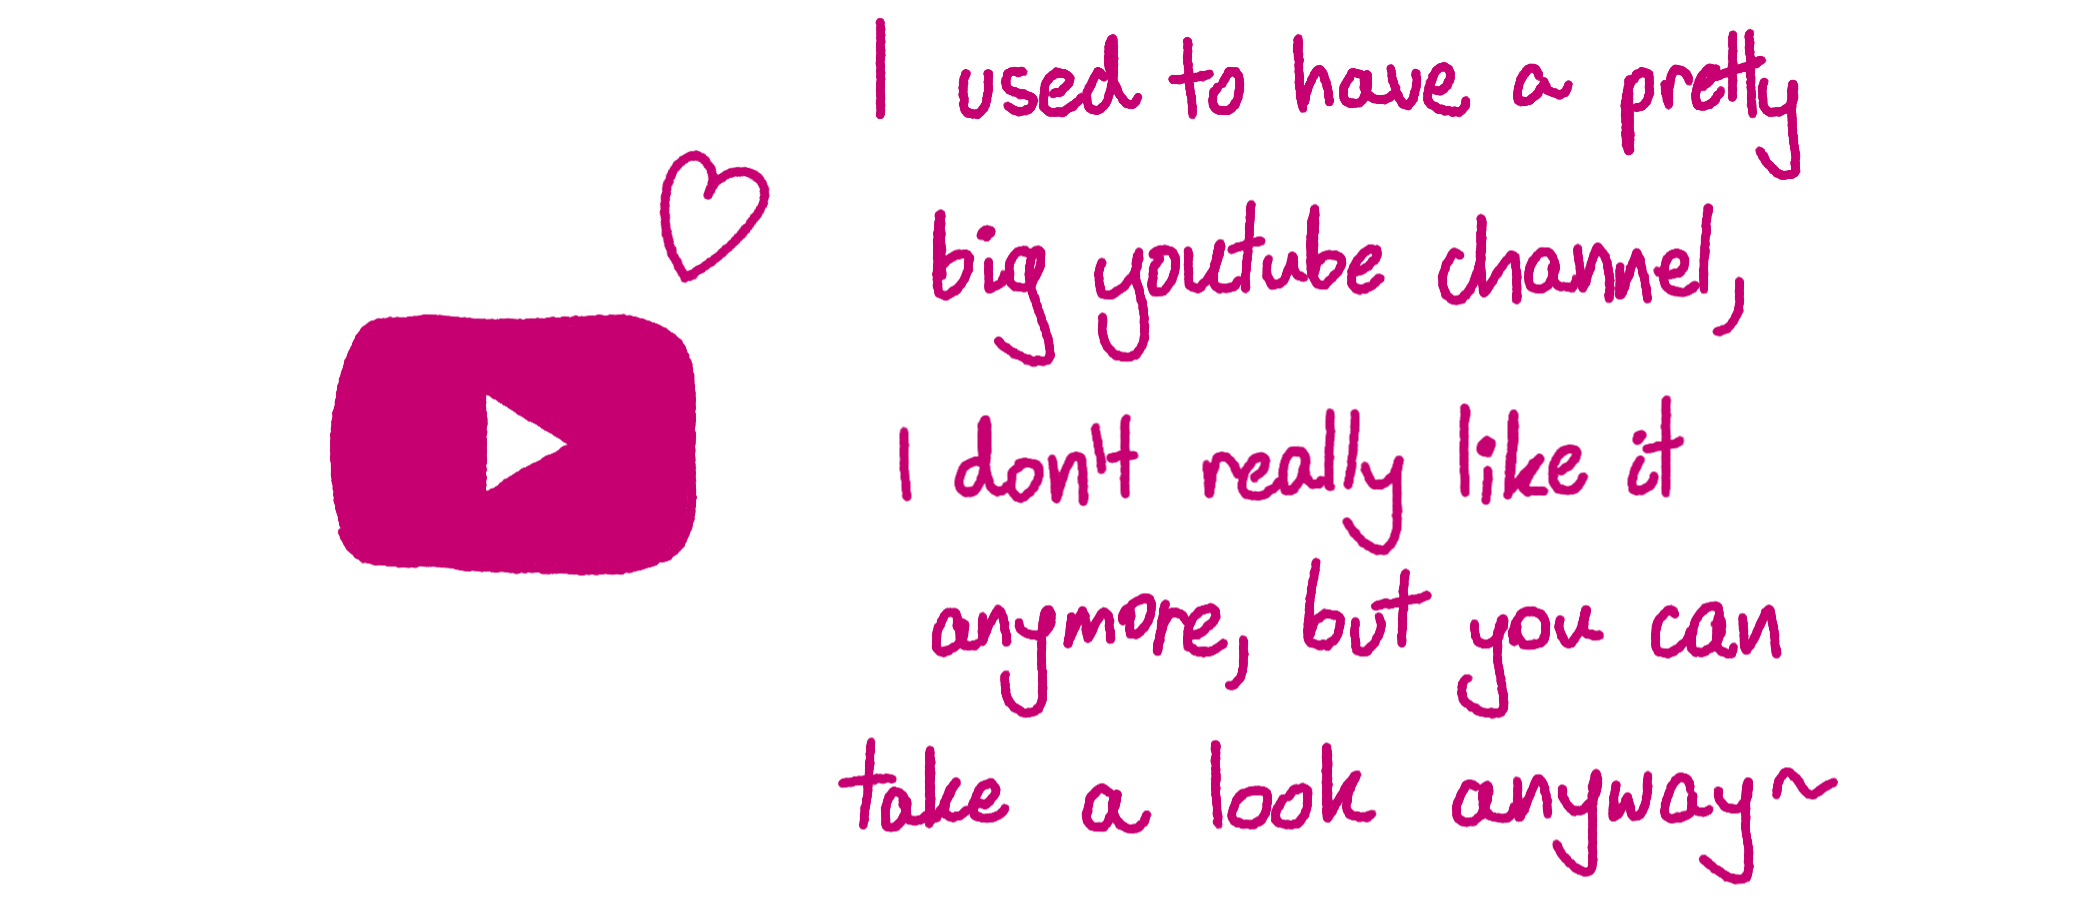 I used to have a pretty
big youtube channel,
I don't really like it
anymore, but you can
take a look anyway~